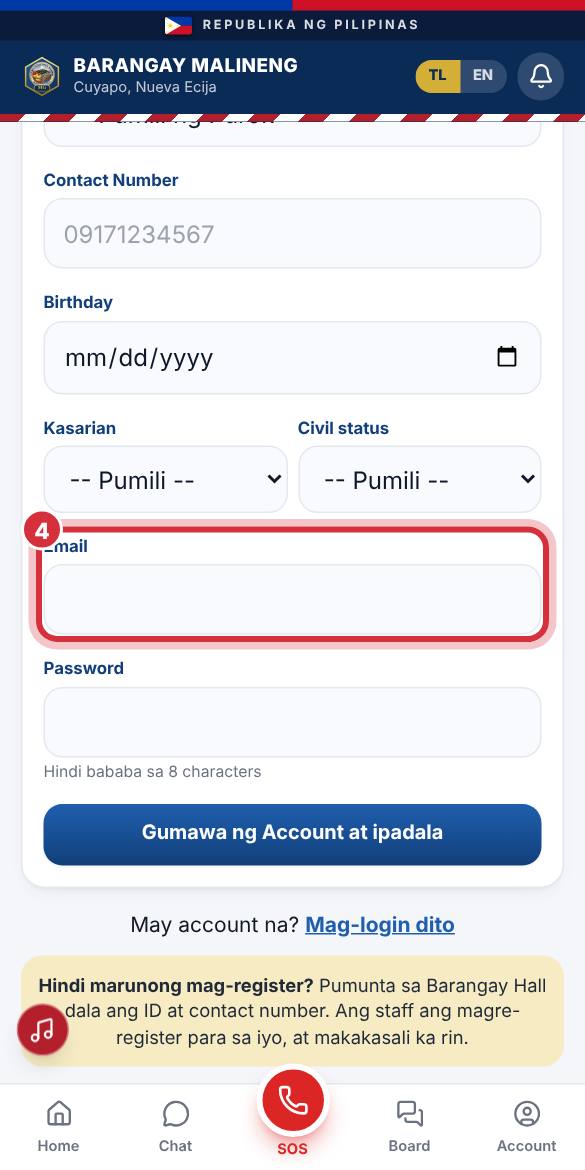 REPUBLIKA NG PILIPINAS
BARANGAY MALINENG
Cuyapo, Nueva Ecija
TL EN
Contact Number
09171234567
Birthday
mm/dd/yyyy
Kasarian Civil status
-- Pumili -- -- Pumili --
4
Email
Password
Hindi bababa sa 8 characters
Gumawa ng Account at ipadala
May account na? Mag-login dito
Hindi marunong mag-register? Pumunta sa Barangay Hall
dala ang ID at contact number. Ang staff ang magre-
register para sa iyo, at makakasali ka rin.
Home Chat SOS Board Account